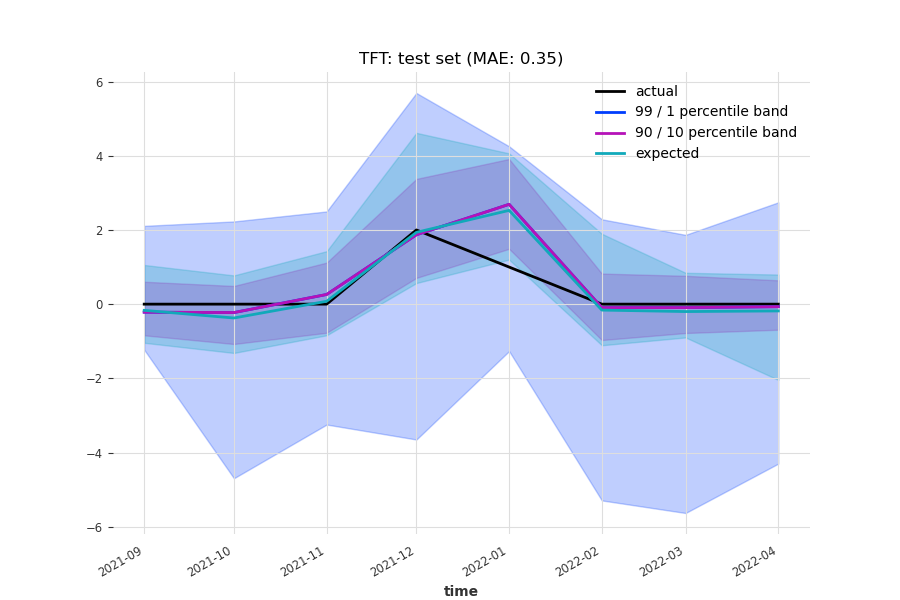 TFT: test set (MAE: 0.35)
actual
99 / 1 percentile band
90 / 10 percentile band
expected
6
4
2
0
−2
−4
−6
2021-09
2021-10
2021-11
2021-12
2022-01
2022-02
2022-03
2022-04
time